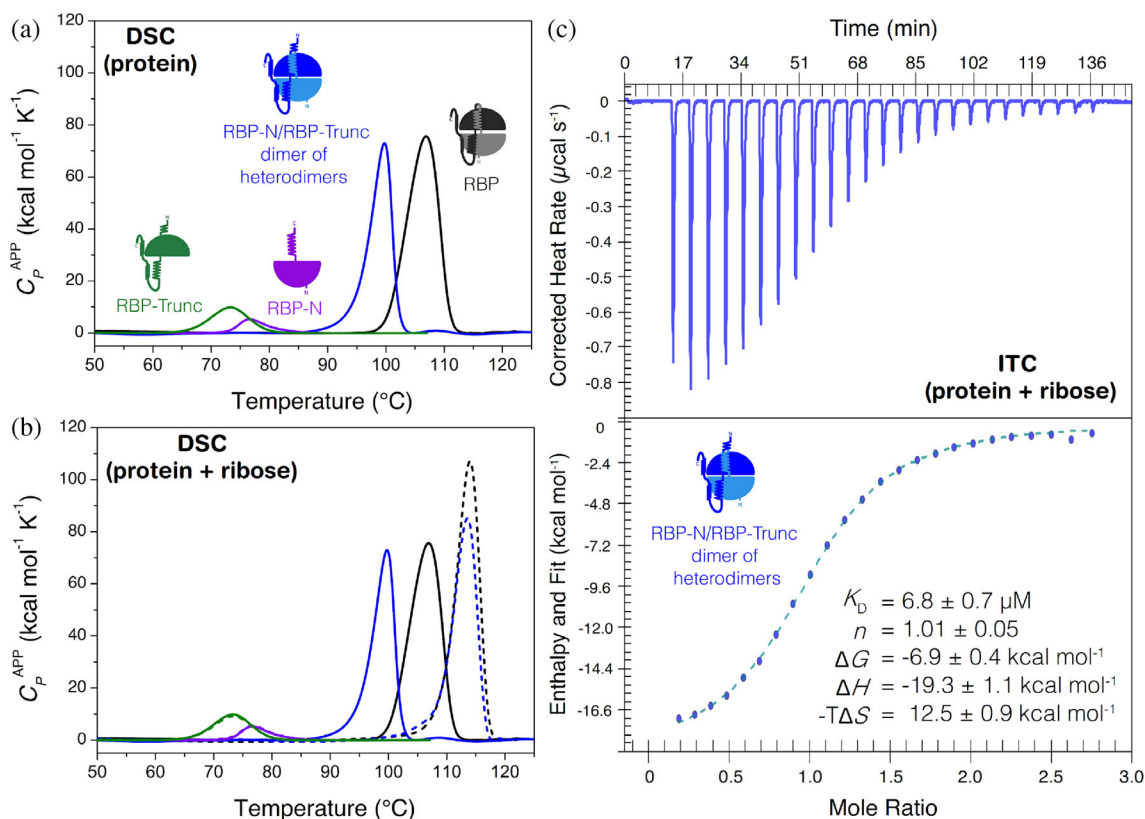 (a)
DSC
(protein)
120
100
80
60
40
20
0
C_P^APP (kcal mol⁻¹ K⁻¹)
RBP-N/RBP-Trunc
dimer of
heterodimers
RBP
RBP-Trunc
RBP-N
N
C
N
C
N
C
N
50 60 70 80 90 100 110 120
Temperature (°C)
(b)
DSC
(protein + ribose)
120
100
80
60
40
20
0
C_P^APP (kcal mol⁻¹ K⁻¹)
50 60 70 80 90 100 110 120
Temperature (°C)
(c)
Time (min)
0 17 34 51 68 85 102 119 136
0
-0.1
-0.2
-0.3
-0.4
-0.5
-0.6
-0.7
-0.8
Corrected Heat Rate (µcal s⁻¹)
ITC
(protein + ribose)
0
-2.4
-4.8
-7.2
-9.6
-12.0
-14.4
-16.6
Enthalpy and Fit (kcal mol⁻¹)
N
C
N
RBP-N/RBP-Trunc
dimer of
heterodimers
K_D = 6.8 ± 0.7 µM
n = 1.01 ± 0.05
ΔG = -6.9 ± 0.4 kcal mol⁻¹
ΔH = -19.3 ± 1.1 kcal mol⁻¹
-TΔS = 12.5 ± 0.9 kcal mol⁻¹
0 0.5 1.0 1.5 2.0 2.5 3.0
Mole Ratio